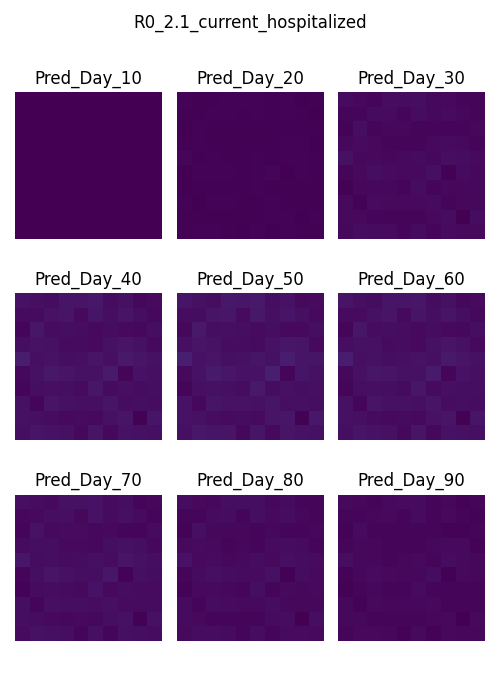 R0_2.1_current_hospitalized
Pred_Day_10 Pred_Day_20 Pred_Day_30
Pred_Day_40 Pred_Day_50 Pred_Day_60
Pred_Day_70 Pred_Day_80 Pred_Day_90